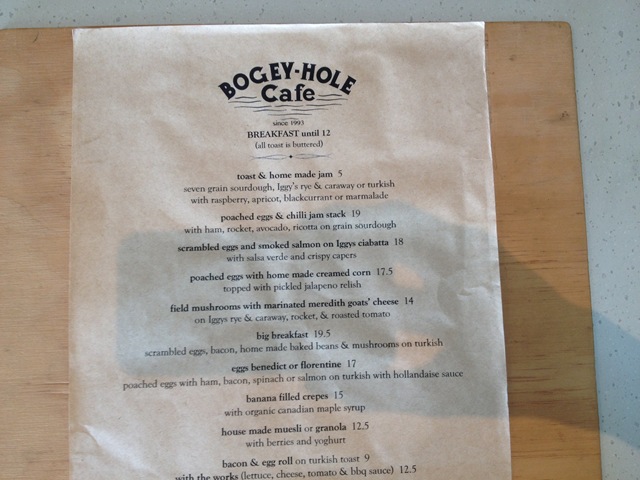 BOGEY-HOLE
Cafe
since 1993
BREAKFAST until 12
(all toast is buttered)
toast & home made jam 5
seven grain sourdough, Iggy's rye & caraway or turkish
with raspberry, apricot, blackcurrant or marmalade
poached eggs & chilli jam stack 19
with ham, rocket, avocado, ricotta on grain sourdough
scrambled eggs and smoked salmon on Iggys ciabatta 18
with salsa verde and crispy capers
poached eggs with home made creamed corn 17.5
topped with pickled jalapeno relish
field mushrooms with marinated meredith goats' cheese 14
on Iggys rye & caraway, rocket, & roasted tomato
big breakfast 19.5
scrambled eggs, bacon, home made baked beans & mushrooms on turkish
eggs benedict or florentine 17
poached eggs with ham, bacon, spinach or salmon on turkish with hollandaise sauce
banana filled crepes 15
with organic canadian maple syrup
house made muesli or granola 12.5
with berries and yoghurt
bacon & egg roll on turkish toast 9
with the works (lettuce, cheese, tomato & bbq sauce) 12.5